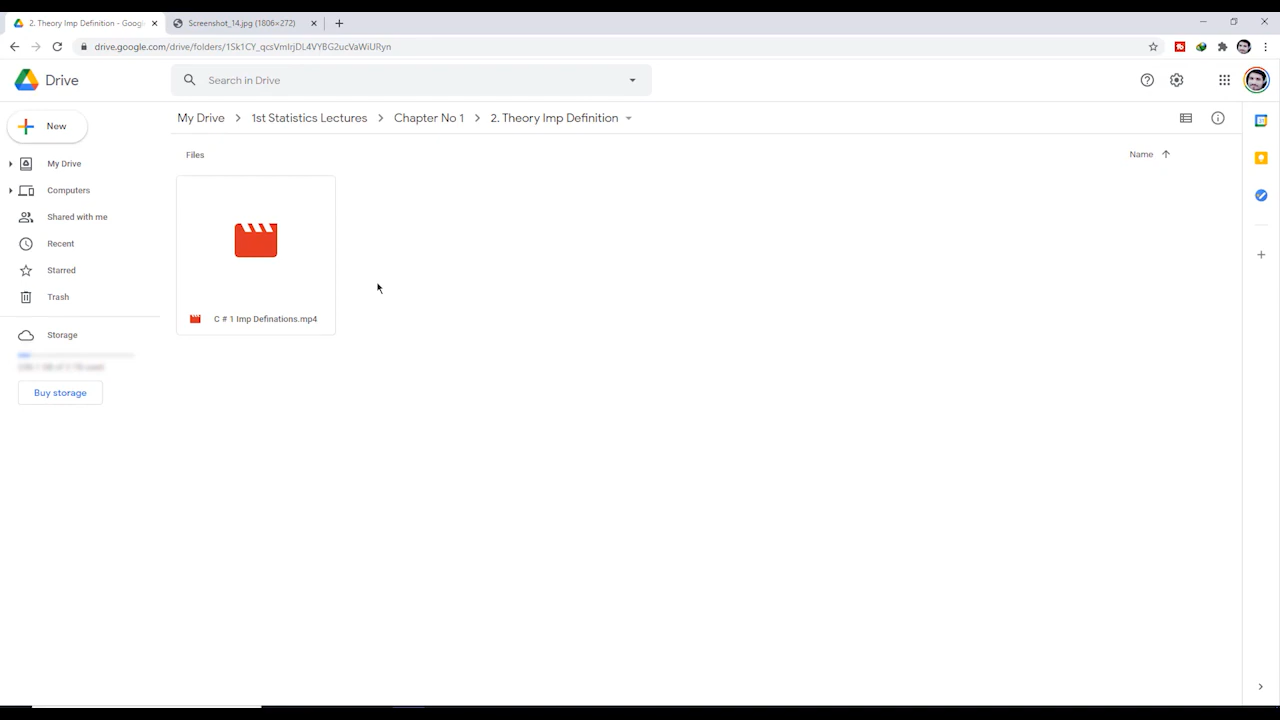 2. Theory Imp Definition - Goog
Screenshot_14.jpg (1806×272)
drive.google.com/drive/folders/1Sk1CY_qcsVmIrjDL4VYBG2ucVaWiURyn
Drive
Search in Drive
New
My Drive
1st Statistics Lectures
Chapter No 1
2. Theory Imp Definition
Files
Name
My Drive
Computers
Shared with me
Recent
Starred
Trash
Storage
Buy storage
C # 1 Imp Definations.mp4